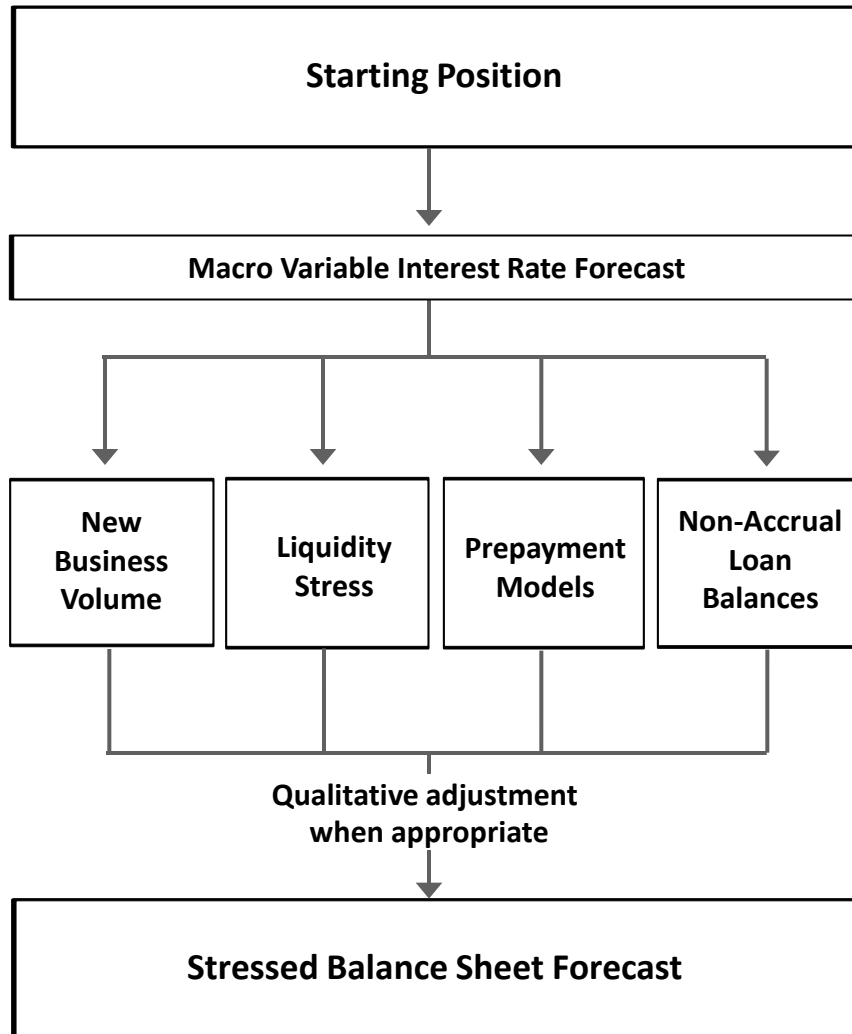 Starting Position
Macro Variable Interest Rate Forecast
New
Business
Volume
Liquidity
Stress
Prepayment
Models
Non-Accrual
Loan
Balances
Qualitative adjustment
when appropriate
Stressed Balance Sheet Forecast